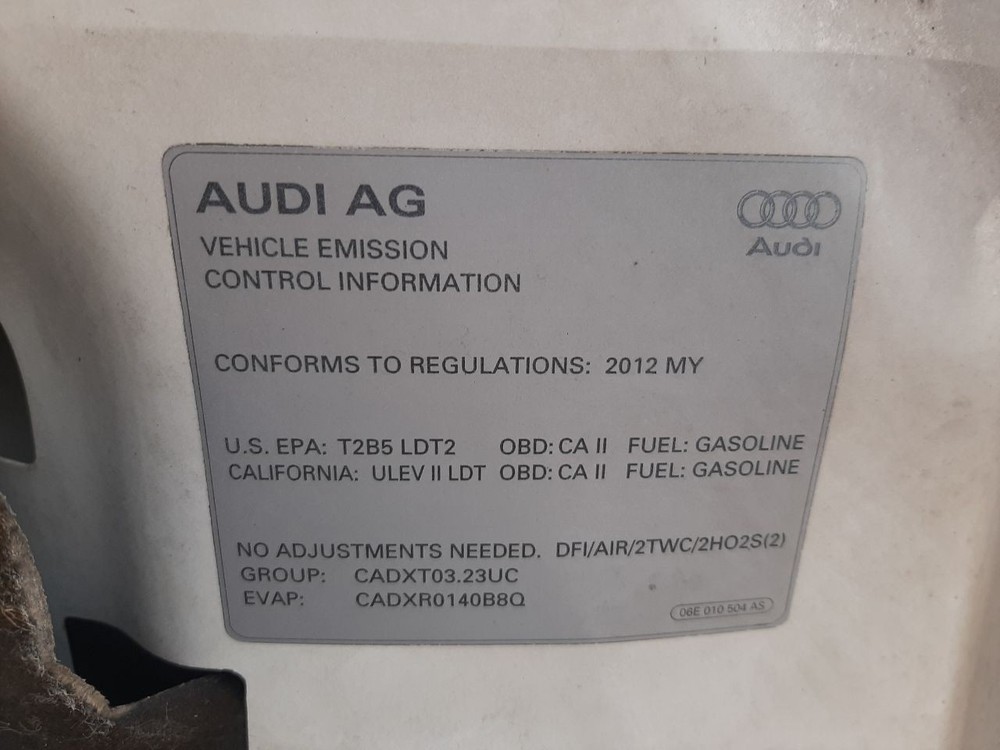 AUDI AG
Audi
VEHICLE EMISSION
CONTROL INFORMATION
CONFORMS TO REGULATIONS: 2012 MY
U.S. EPA: T2B5 LDT2 OBD: CA II FUEL: GASOLINE
CALIFORNIA: ULEV II LDT OBD: CA II FUEL: GASOLINE
NO ADJUSTMENTS NEEDED. DFI/AIR/2TWC/2HO2S(2)
GROUP: CADXT03.23UC
EVAP: CADXR0140B8Q
06E 010 504 AS